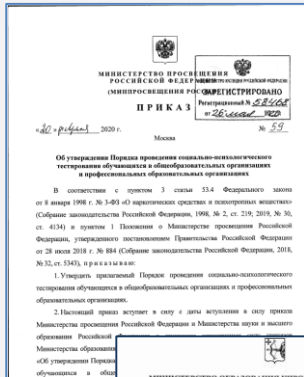 МИНИСТЕРСТВО ПРОСВЕЩЕНИЯ
РОССИЙСКОЙ ФЕДЕРАЦИИ
(МИНПРОСВЕЩЕНИЯ РОССИИ)
ЗАРЕГИСТРИРОВАНО
Регистрационный № 58468
от 26 мая 2020
ПРИКАЗ
«20» февраля 2020 г.
№ 59
Москва
Об утверждении Порядка проведения социально-психологического
тестирования обучающихся в общеобразовательных организациях
и профессиональных образовательных организациях
В соответствии с пунктом 3 статьи 53.4 Федерального закона
от 8 января 1998 г. № 3-ФЗ «О наркотических средствах и психотропных веществах»
(Собрание законодательства Российской Федерации, 1998, № 2, ст. 219; 2019, № 30,
ст. 4134) и пунктом 1 Положения о Министерстве просвещения Российской
Федерации, утвержденного постановлением Правительства Российской Федерации
от 28 июля 2018 г. № 884 (Собрание законодательства Российской Федерации, 2018,
№ 32, ст. 5343), приказываю:
1. Утвердить прилагаемый Порядок проведения социально-психологического
тестирования обучающихся в общеобразовательных организациях и профессиональных
образовательных организациях.
2. Настоящий приказ вступает в силу с даты вступления в силу приказа
Министерства просвещения Российской Федерации и Министерства науки и высшего
образования Российской
Министерства образования
«Об утверждении Порядка
обучающихся в